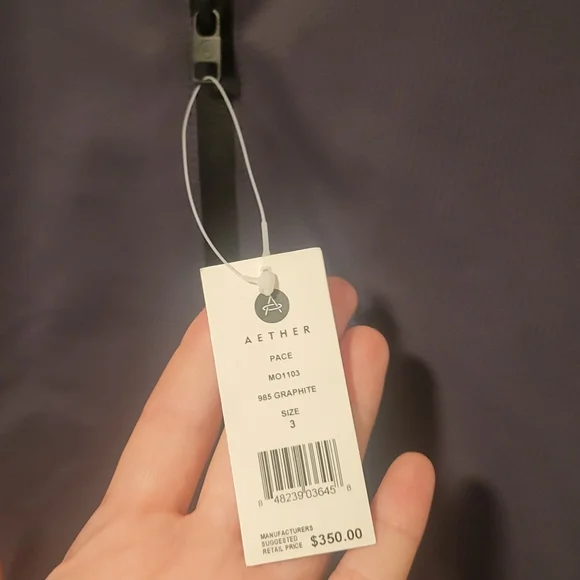 AETHER
PACE
MO1103
985 GRAPHITE
SIZE
3
8 48239 03645 8
MANUFACTURERS
SUGGESTED
RETAIL PRICE $350.00